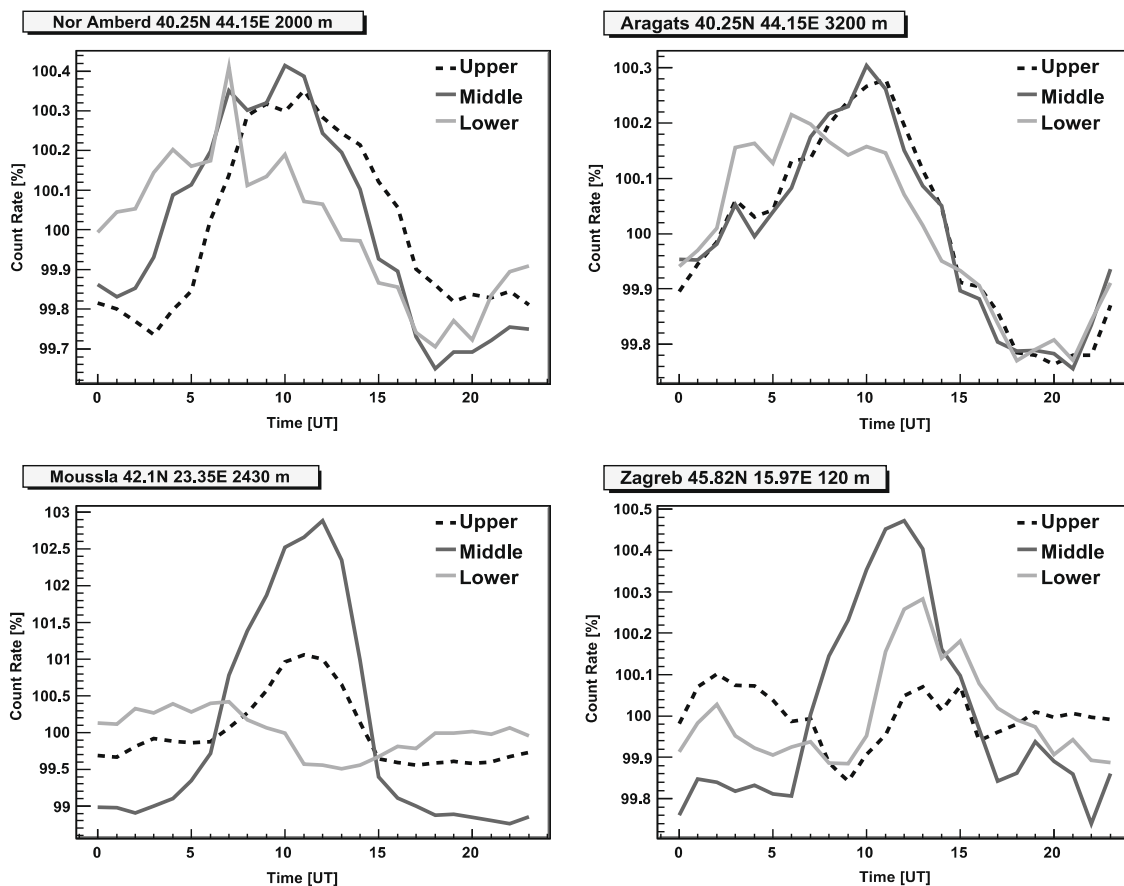 Nor Amberd 40.25N 44.15E 2000 m
Upper
Middle
Lower
Count Rate [%]
100.4
100.3
100.2
100.1
100
99.9
99.8
99.7
0
5
10
15
20
Time [UT]
Aragats 40.25N 44.15E 3200 m
Upper
Middle
Lower
Count Rate [%]
100.3
100.2
100.1
100
99.9
99.8
0
5
10
15
20
Time [UT]
Moussla 42.1N 23.35E 2430 m
Upper
Middle
Lower
Count Rate [%]
103
102.5
102
101.5
101
100.5
100
99.5
99
0
5
10
15
20
Time [UT]
Zagreb 45.82N 15.97E 120 m
Upper
Middle
Lower
Count Rate [%]
100.5
100.4
100.3
100.2
100.1
100
99.9
99.8
0
5
10
15
20
Time [UT]